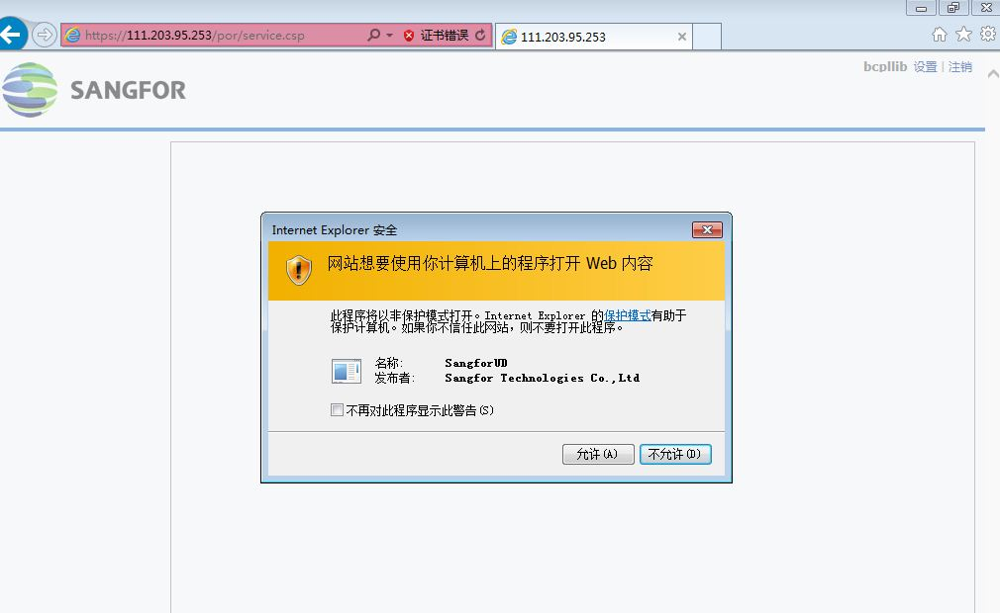 https://111.203.95.253/por/service.csp
证书错误
111.203.95.253
bcpllib 设置 | 注销
SANGFOR
Internet Explorer 安全
网站想要使用你计算机上的程序打开 Web 内容
此程序将以非保护模式打开。Internet Explorer 的保护模式有助于
保护计算机。如果你不信任此网站，则不要打开此程序。
名称: SangforUD
发布者: Sangfor Technologies Co.,Ltd
不再对此程序显示此警告(S)
允许(A) 不允许(D)